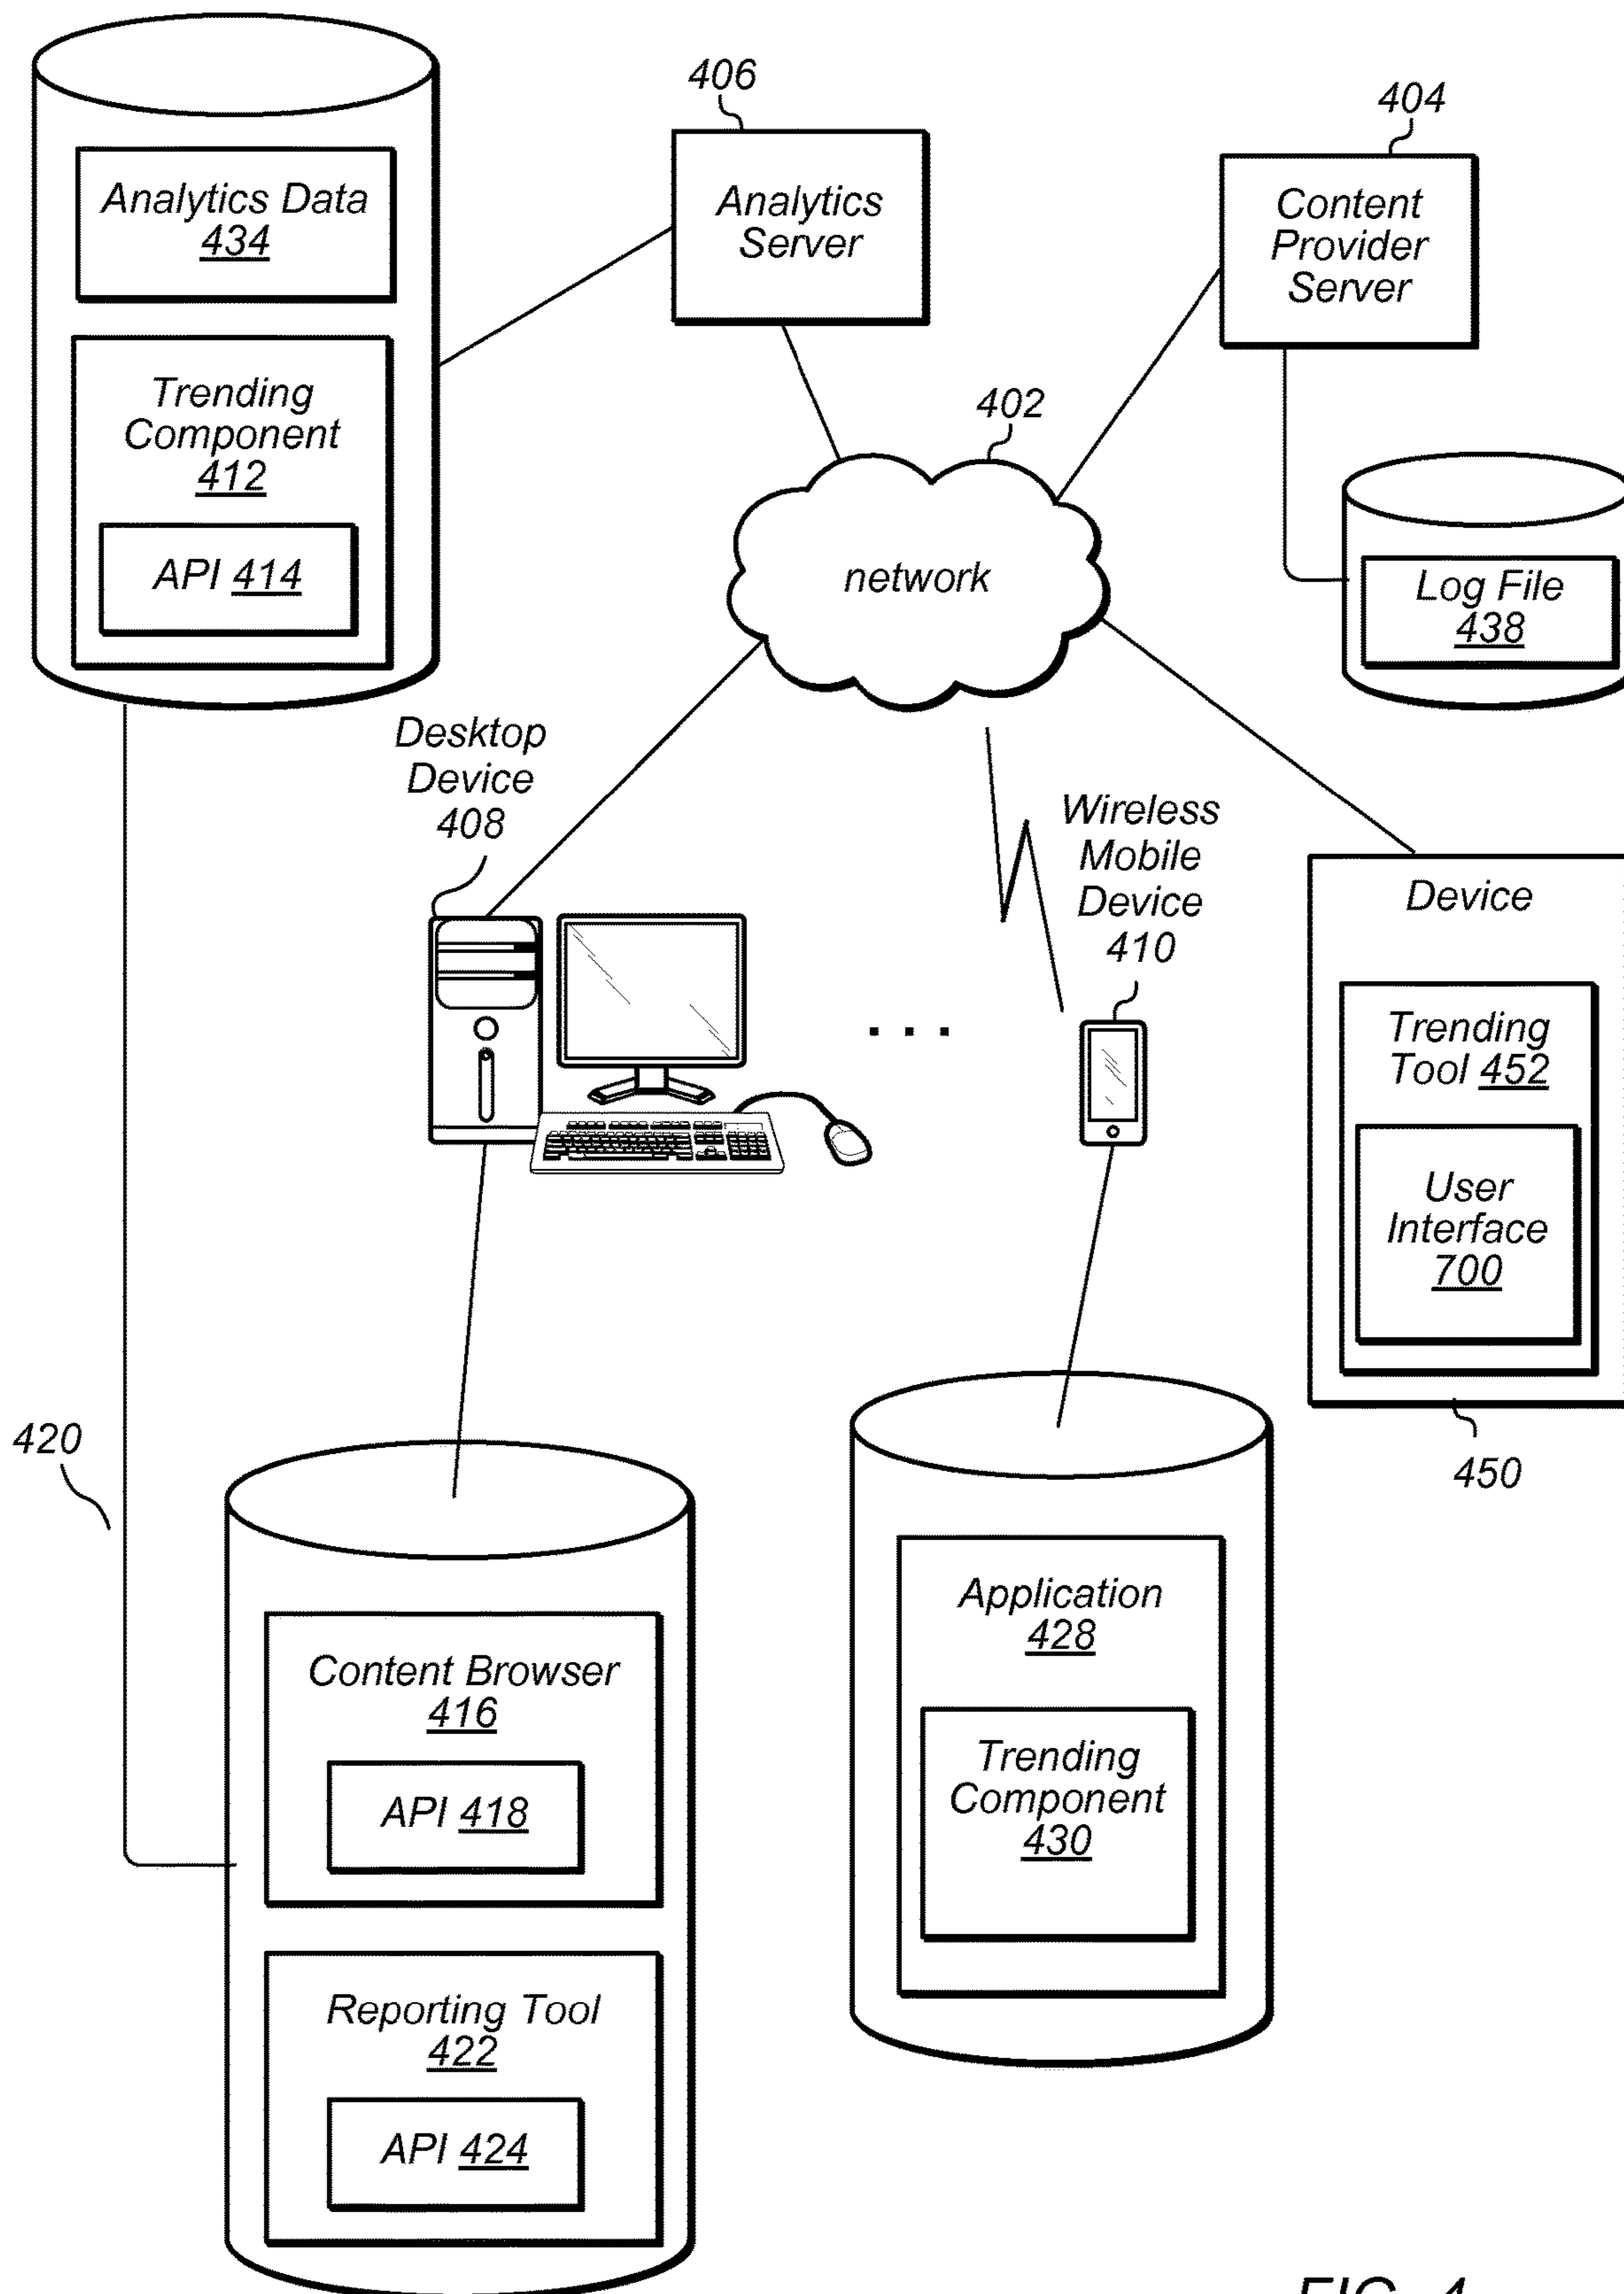 406
404
Analytics Data
434
Analytics
Server
Content
Provider
Server
Trending
Component
412
API 414
402
network
Log File
438
Desktop
Device
408
Wireless
Mobile
Device
410
Device
Trending
Tool 452
User
Interface
700
450
420
. . .
Content Browser
416
API 418
Reporting Tool
422
API 424
Application
428
Trending
Component
430
FIG. 4